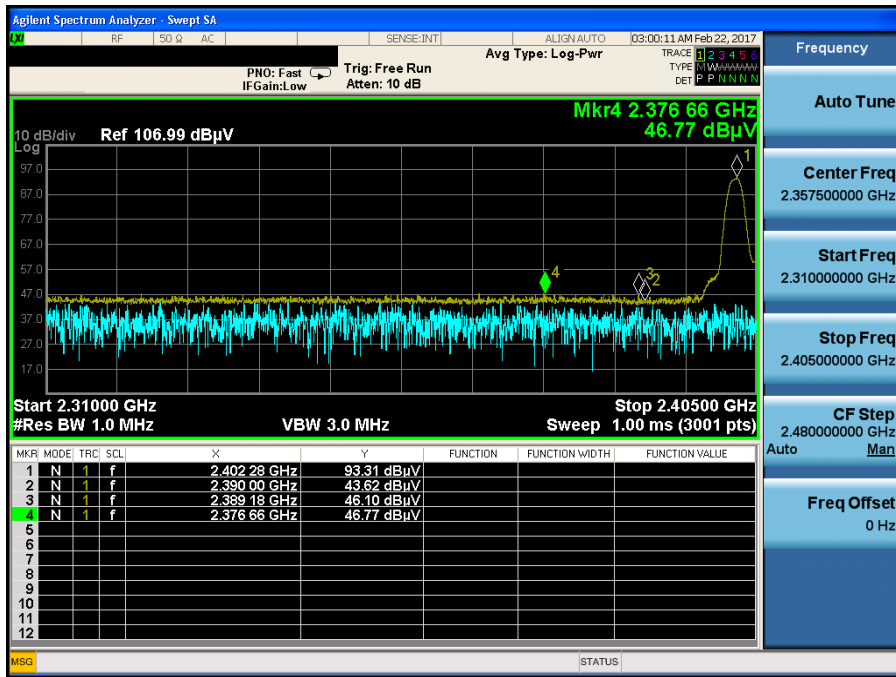 Agilent Spectrum Analyzer - Swept SA
LXI RF 50 Ω AC SENSE:INT ALIGN AUTO 03:00:11 AM Feb 22, 2017
Frequency
PNO: Fast Trig: Free Run Avg Type: Log-Pwr TRACE 1 2 3 4 5 6
IFGain:Low Atten: 10 dB TYPE M WWWWW
DET P P N N N N
Auto Tune
Mkr4 2.376 66 GHz
46.77 dBµV
10 dB/div Ref 106.99 dBµV
Log
97.0
87.0
77.0
67.0
57.0
47.0
37.0
27.0
17.0
1
4
3
2
Start 2.31000 GHz Stop 2.40500 GHz
#Res BW 1.0 MHz VBW 3.0 MHz Sweep 1.00 ms (3001 pts)
Center Freq
2.357500000 GHz
Start Freq
2.310000000 GHz
Stop Freq
2.405000000 GHz
CF Step
2.480000000 GHz
Auto Man
Freq Offset
0 Hz
MKR MODE TRC SCL X Y FUNCTION FUNCTION WIDTH FUNCTION VALUE
1 N 1 f 2.402 28 GHz 93.31 dBµV
2 N 1 f 2.390 00 GHz 43.62 dBµV
3 N 1 f 2.389 18 GHz 46.10 dBµV
4 N 1 f 2.376 66 GHz 46.77 dBµV
5
6
7
8
9
10
11
12
MSG STATUS